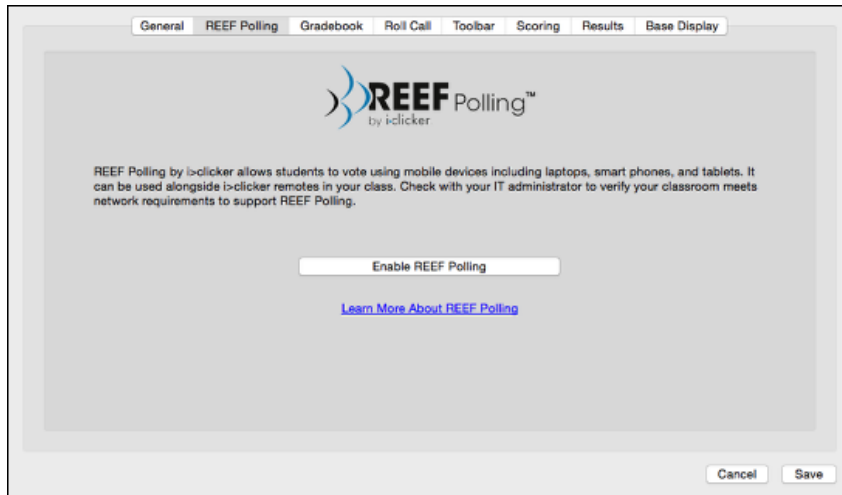 General REEF Polling Gradebook Roll Call Toolbar Scoring Results Base Display
REEF Polling™
by i>clicker
REEF Polling by i>clicker allows students to vote using mobile devices including laptops, smart phones, and tablets. It
can be used alongside i>clicker remotes in your class. Check with your IT administrator to verify your classroom meets
network requirements to support REEF Polling.
Enable REEF Polling
Learn More About REEF Polling
Cancel Save